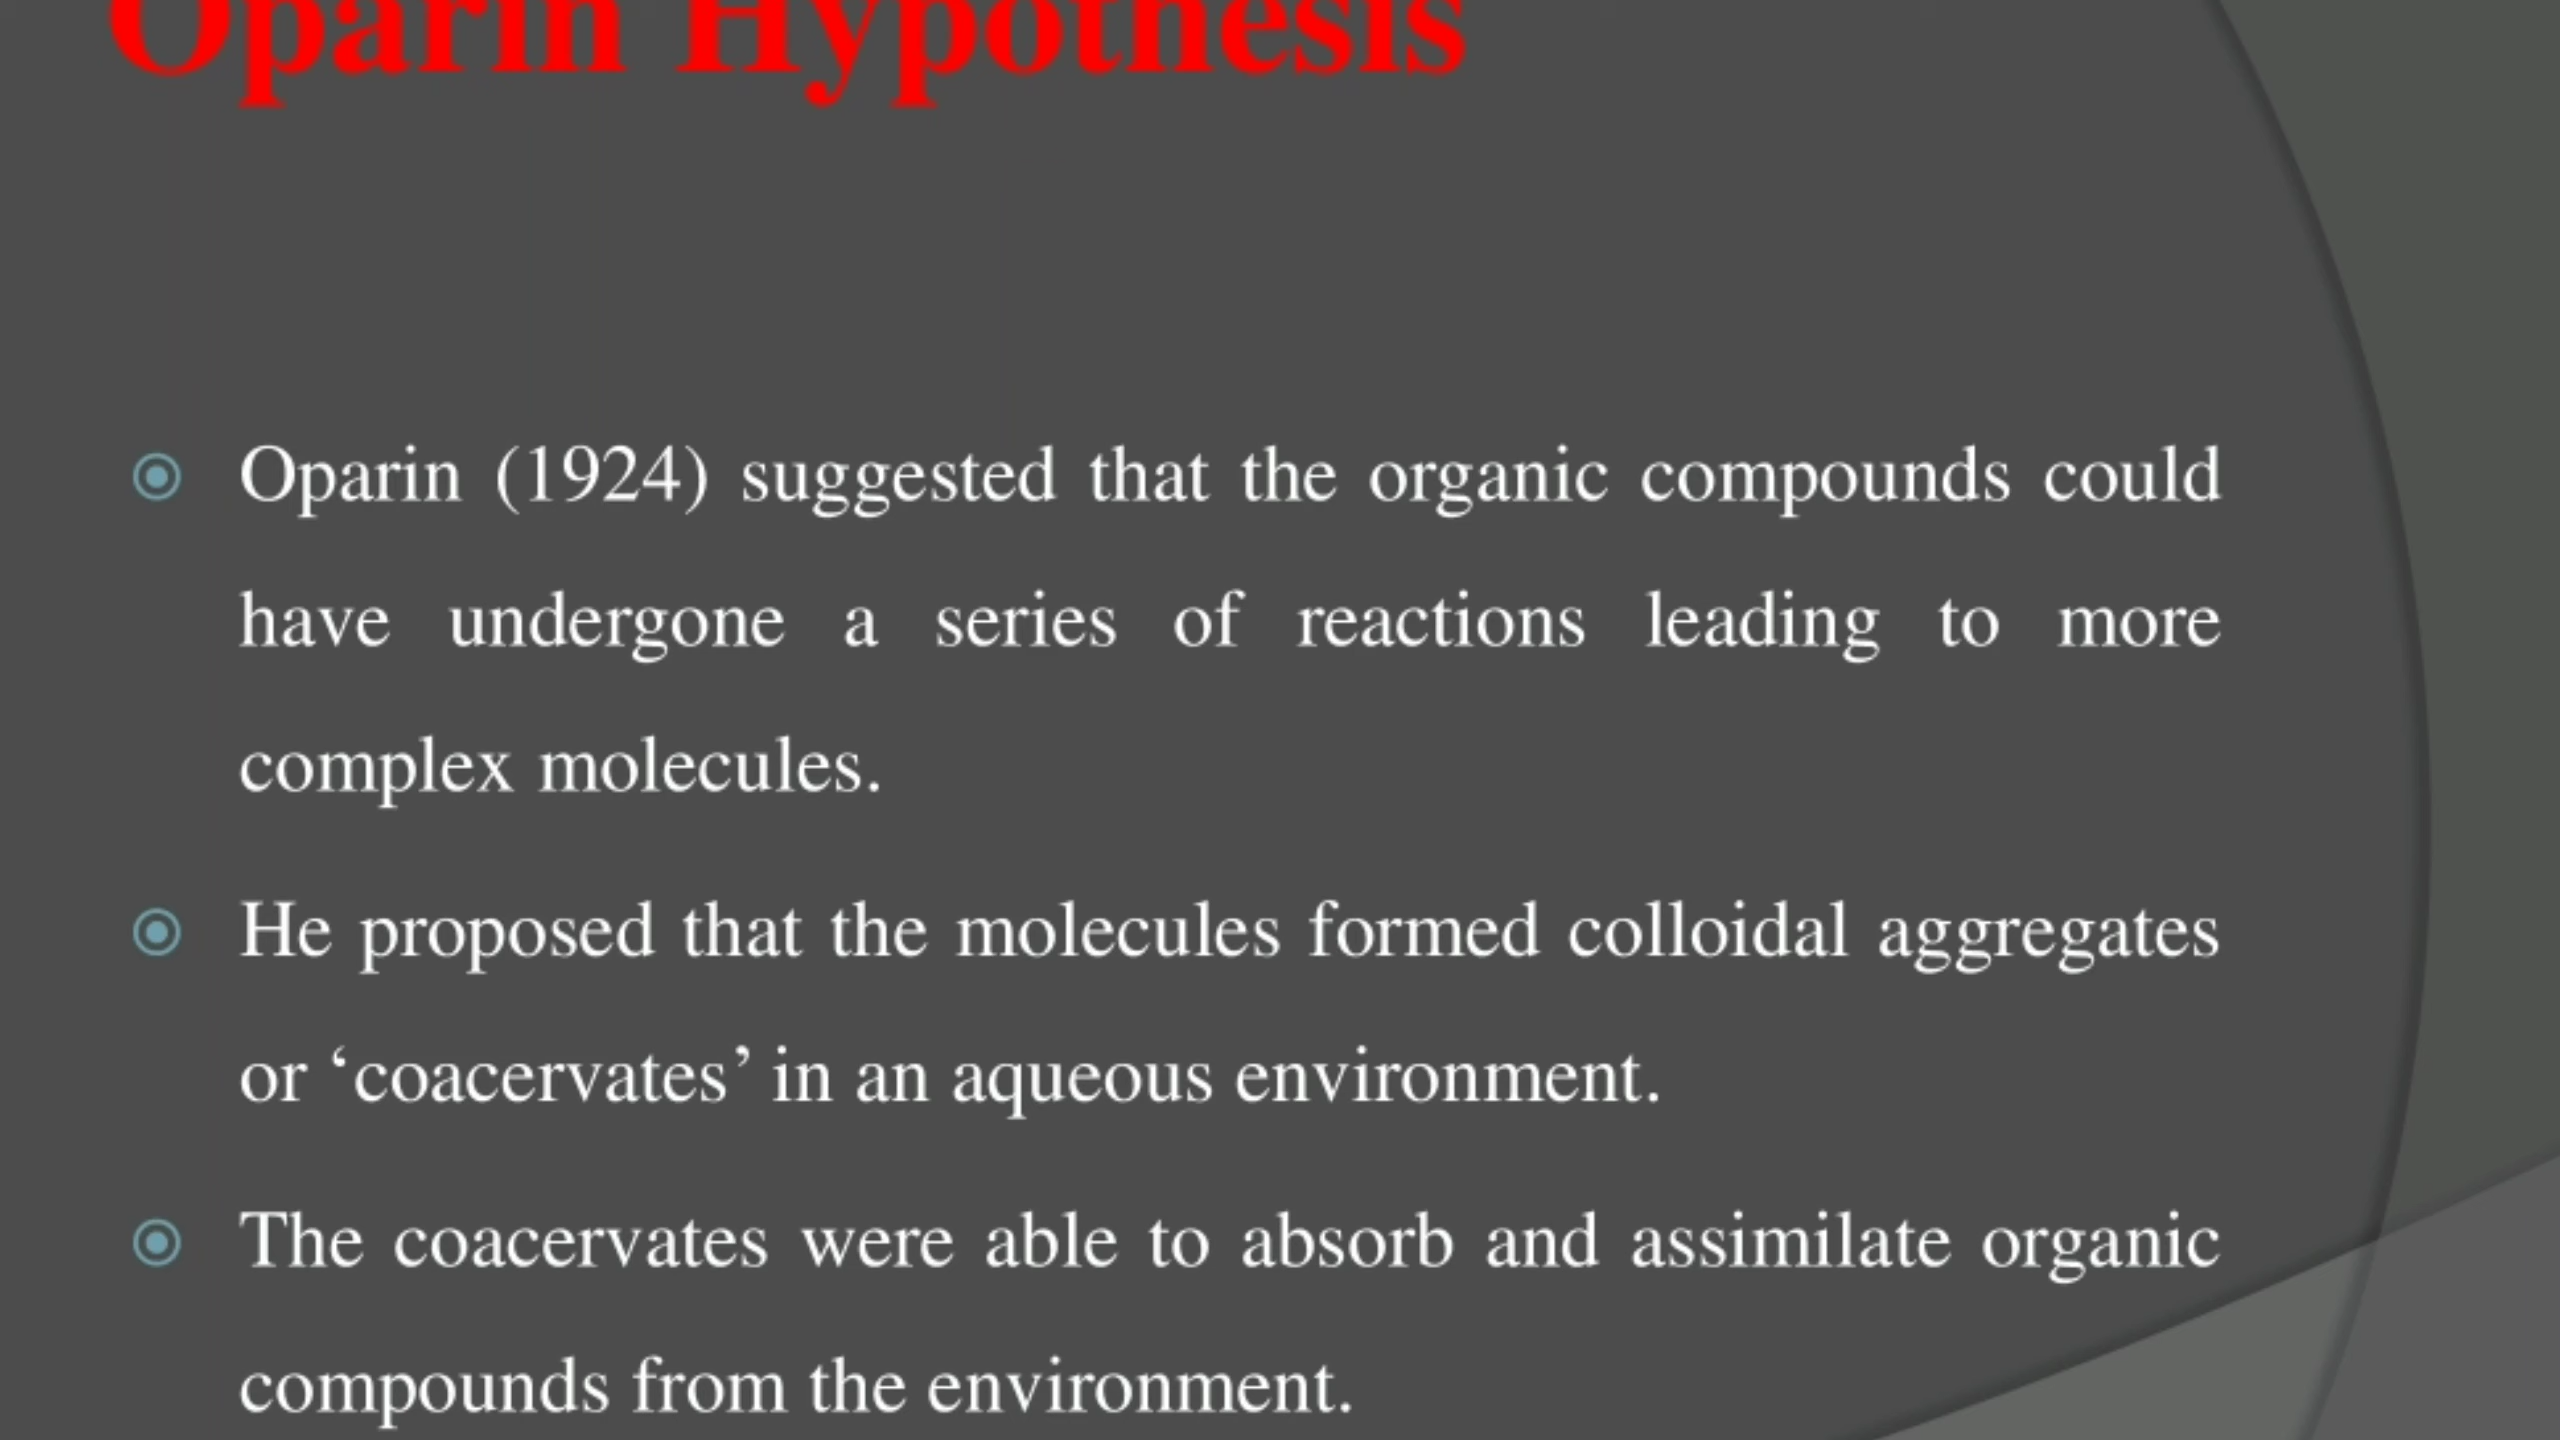 Oparin Hypothesis
Oparin (1924) suggested that the organic compounds could
have undergone a series of reactions leading to more
complex molecules.
He proposed that the molecules formed colloidal aggregates
or ‘coacervates’ in an aqueous environment.
The coacervates were able to absorb and assimilate organic
compounds from the environment.